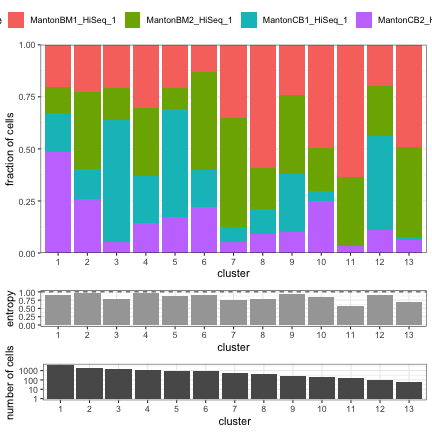 MantonBM1_HiSeq_1 MantonBM2_HiSeq_1 MantonCB1_HiSeq_1 MantonCB2_H
fraction of cells
1.00
0.75
0.50
0.25
0.00
1 2 3 4 5 6 7 8 9 10 11 12 13
cluster
entropy
1.00
0.75
0.50
0.25
0.00
1 2 3 4 5 6 7 8 9 10 11 12 13
cluster
number of cells
1000
100
10
1
1 2 3 4 5 6 7 8 9 10 11 12 13
cluster